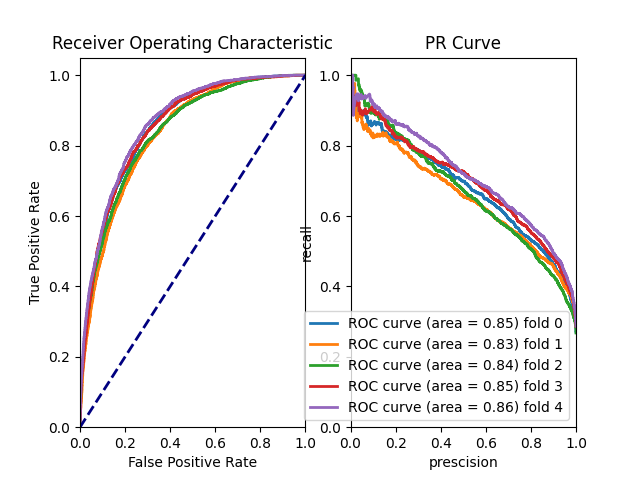 Receiver Operating Characteristic
True Positive Rate
1.0
0.8
0.6
0.4
0.2
0.0
0.0 0.2 0.4 0.6 0.8 1.0
False Positive Rate
PR Curve
recall
1.0
0.8
0.6
0.4
0.2
0.0
0.0 0.2 0.4 0.6 0.8 1.0
prescision
ROC curve (area = 0.85) fold 0
ROC curve (area = 0.83) fold 1
ROC curve (area = 0.84) fold 2
ROC curve (area = 0.85) fold 3
ROC curve (area = 0.86) fold 4